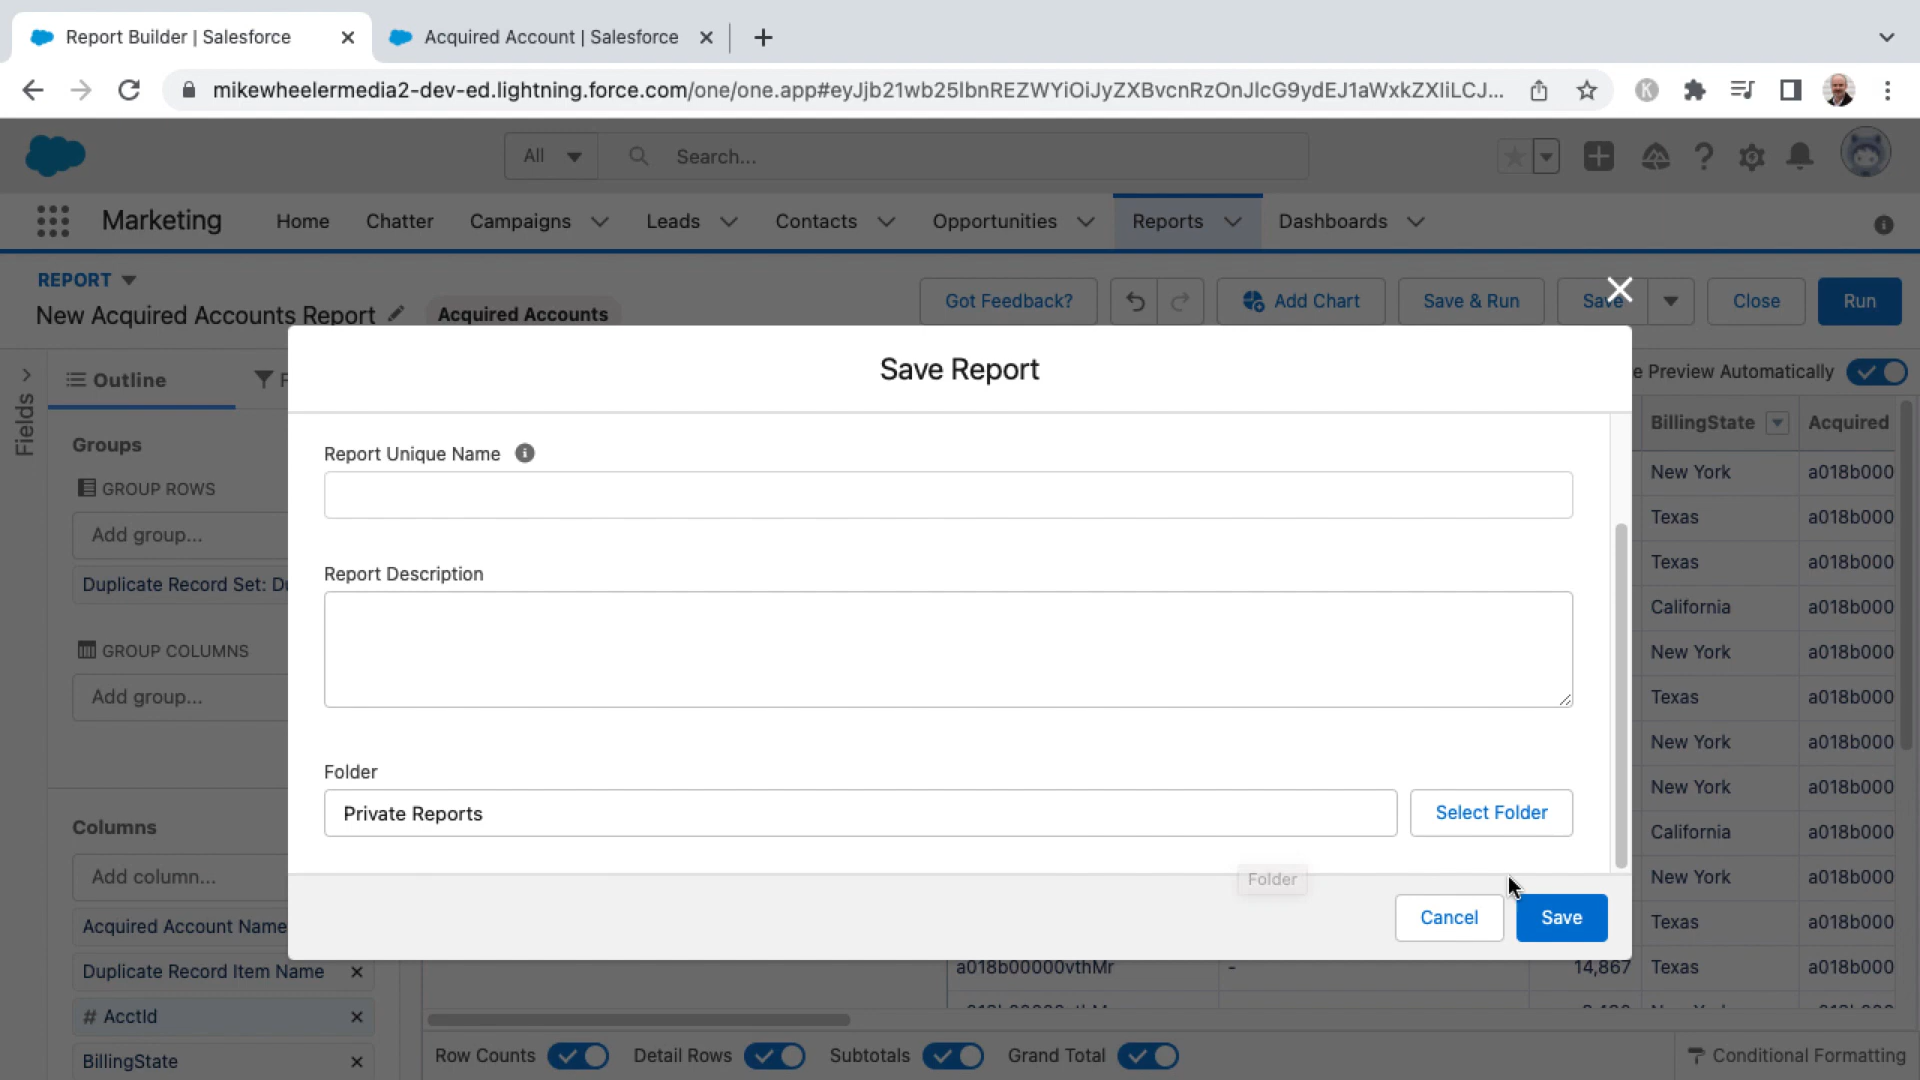 Report Builder | Salesforce
Acquired Account | Salesforce
mikewheelermedia2-dev-ed.lightning.force.com/one/one.app#eyJjb21wb25lbnREZWYiOiJyZXBvcnRzOnJlcG9ydEJ1aWxkZXIiLCJ...
K
All
Search...
Marketing
Home
Chatter
Campaigns
Leads
Contacts
Opportunities
Reports
Dashboards
REPORT
New Acquired Accounts Report
Acquired Accounts
Got Feedback?
Add Chart
Save & Run
Save
Close
Run
Fields
Outline
F
e Preview Automatically
Groups
GROUP ROWS
Add group...
Duplicate Record Set: Du
GROUP COLUMNS
Add group...
Columns
Add column...
Acquired Account Name
Duplicate Record Item Name
# AcctId
BillingState
Save Report
Report Unique Name
Report Description
Folder
Private Reports
Select Folder
Folder
Cancel
Save
BillingState
Acquired
New York
a018b000
Texas
a018b000
Texas
a018b000
California
a018b000
New York
a018b000
Texas
a018b000
New York
a018b000
New York
a018b000
California
a018b000
New York
a018b000
Texas
a018b000
a018b00000vthMr
-
14,867
Texas
a018b000
Row Counts
Detail Rows
Subtotals
Grand Total
Conditional Formatting